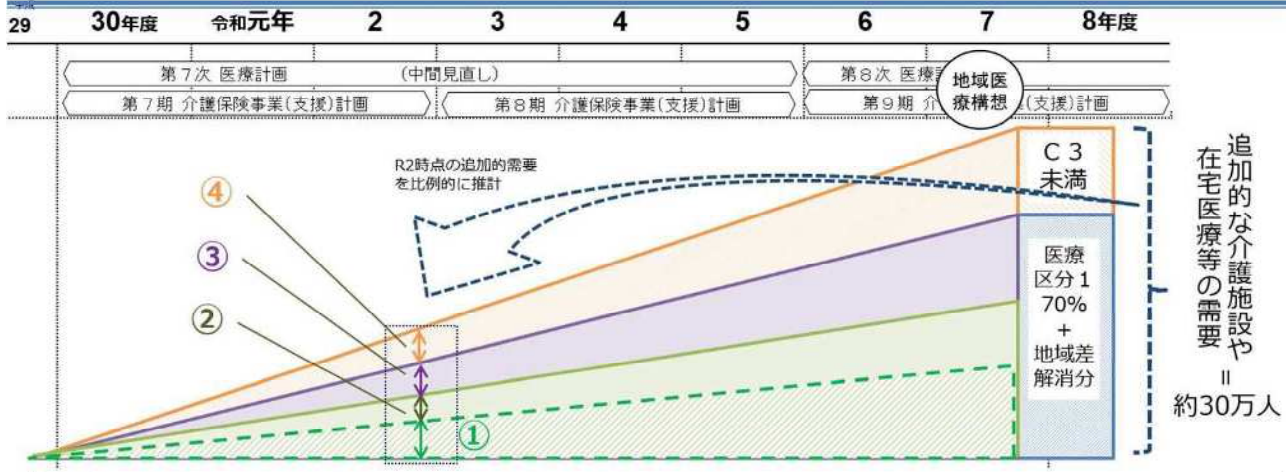 29 30年度 令和元年 2 3 4 5 6 7 8年度
第7次 医療計画 (中間見直し) 第8次 医療計
第7期 介護保険事業(支援)計画 第8期 介護保険事業(支援)計画 第9期 介 (支援)計画
地域医
療構想
R2時点の追加的需要
を比例的に推計
④
③
②
①
C3
未満
医療
区分1
70%
+
地域差
解消分
追加的な介護施設や
在宅医療等の需要
=
約30万人